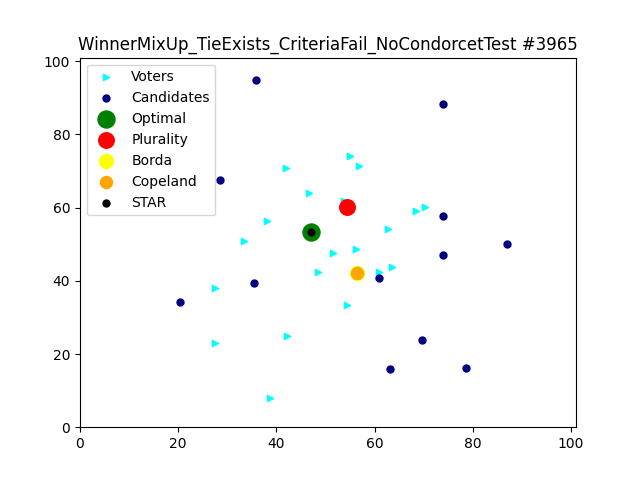 WinnerMixUp_TieExists_CriteriaFail_NoCondorcetTest #3965
100
80
60
40
20
0
Voters
Candidates
Optimal
Plurality
Borda
Copeland
STAR
0 20 40 60 80 100